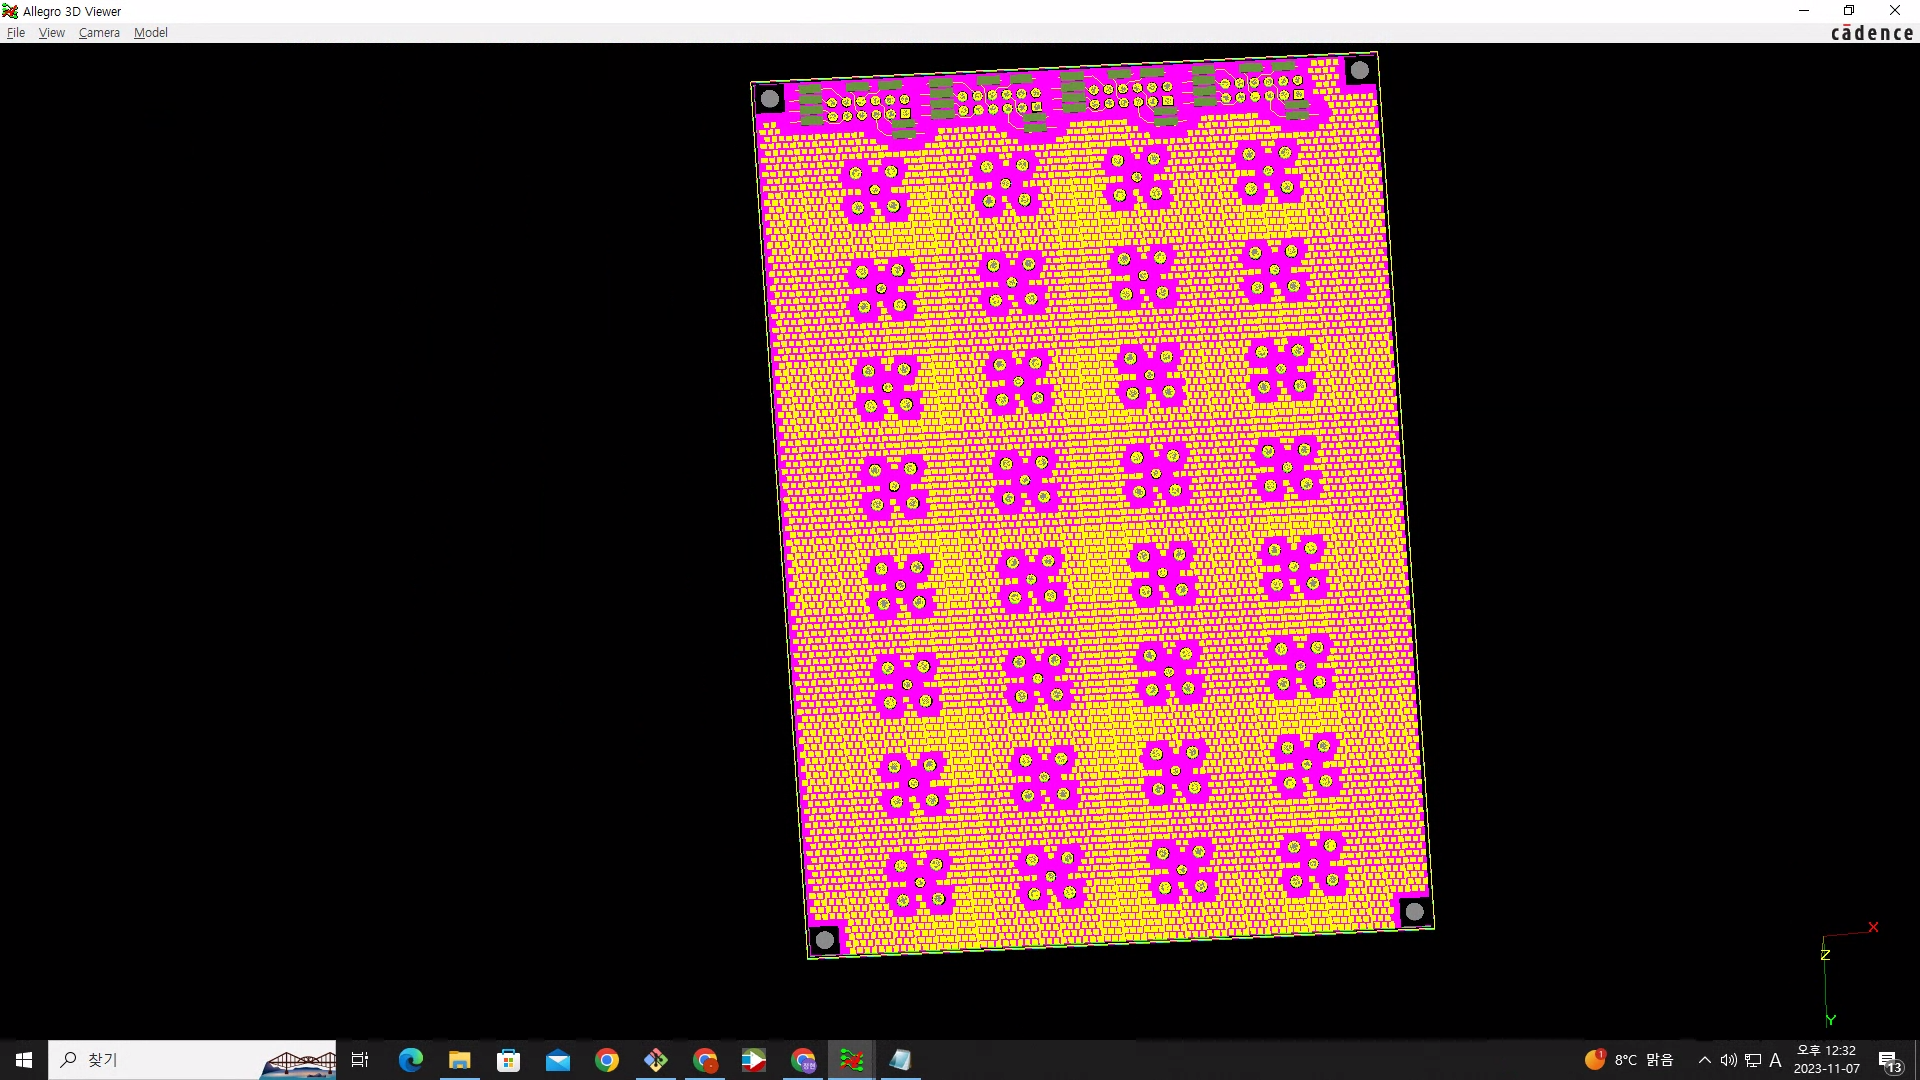 Allegro 3D Viewer
File View Camera Model
cādence
X
Z
Y
찾기
1
8°C 맑음
A
오후 12:32
2023-11-07
13